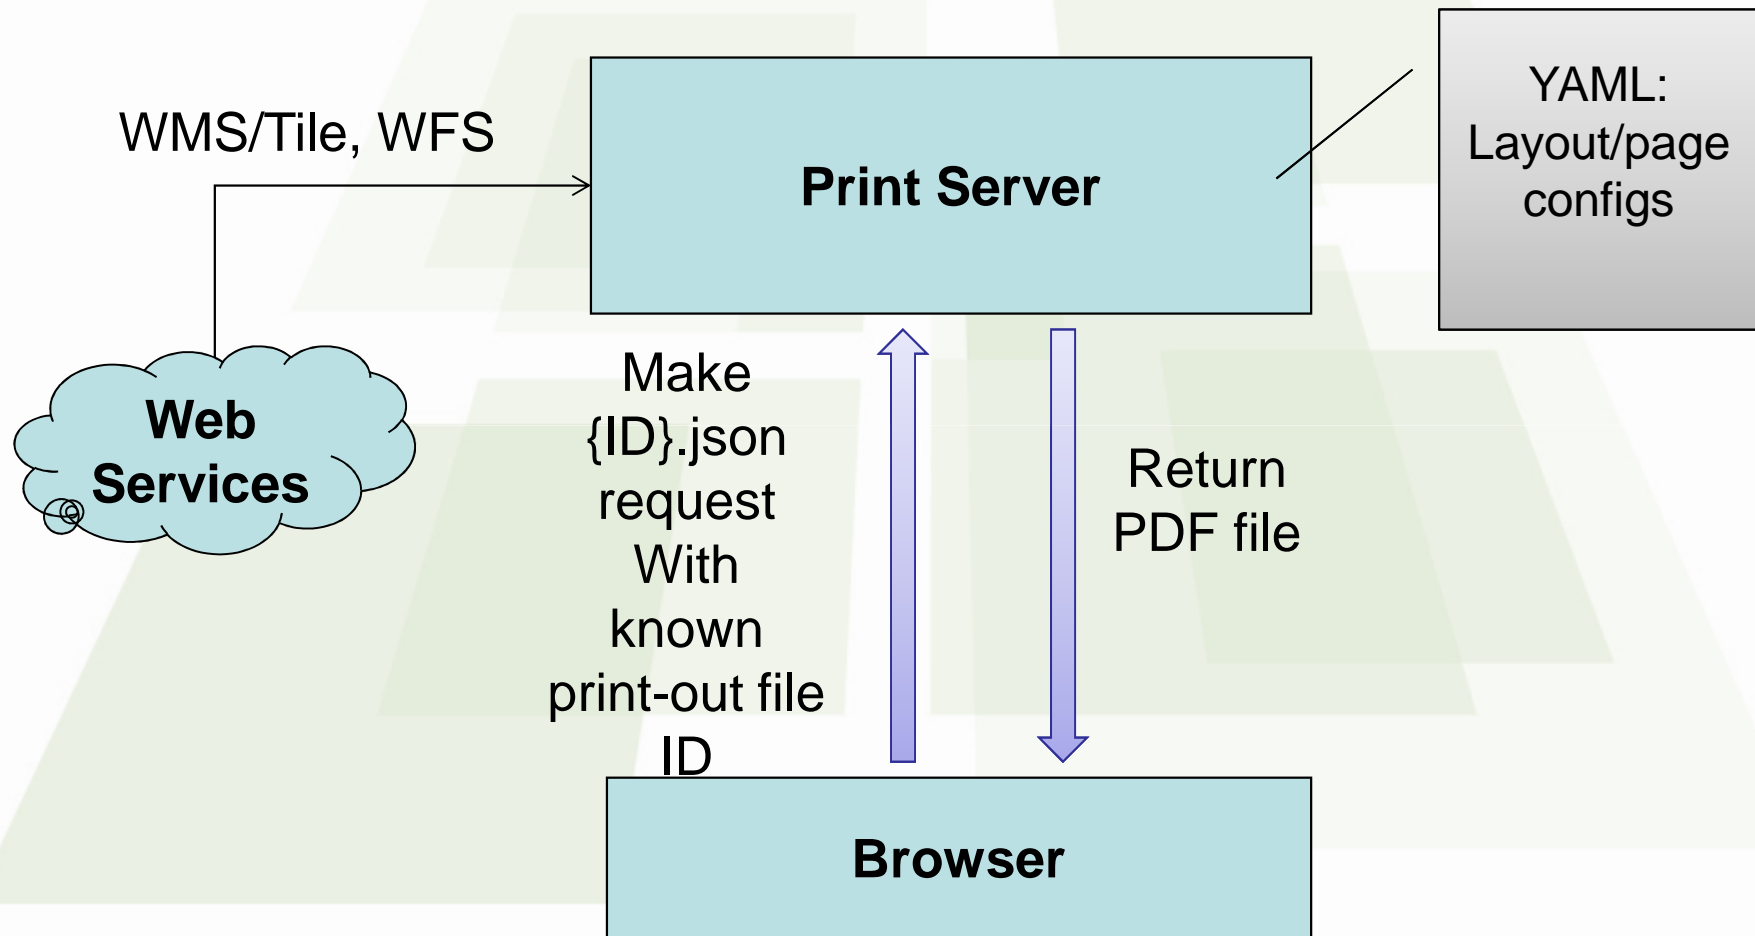 WMS/Tile, WFS
Print Server
YAML:
Layout/page
configs
Web
Services
Make
{ID}.json
request
With
known
print-out file
ID
Return
PDF file
Browser